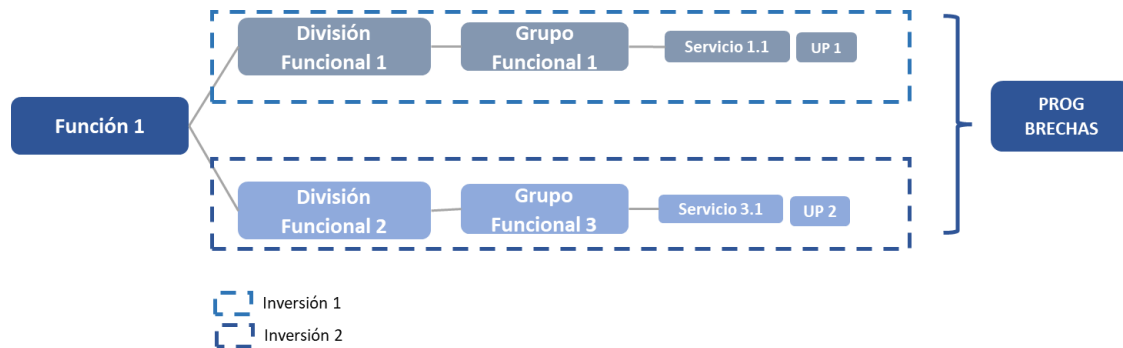 Función 1
División
Funcional 1
Grupo
Funcional 1
Servicio 1.1
UP 1
División
Funcional 2
Grupo
Funcional 3
Servicio 3.1
UP 2
PROG
BRECHAS
Inversión 1
Inversión 2